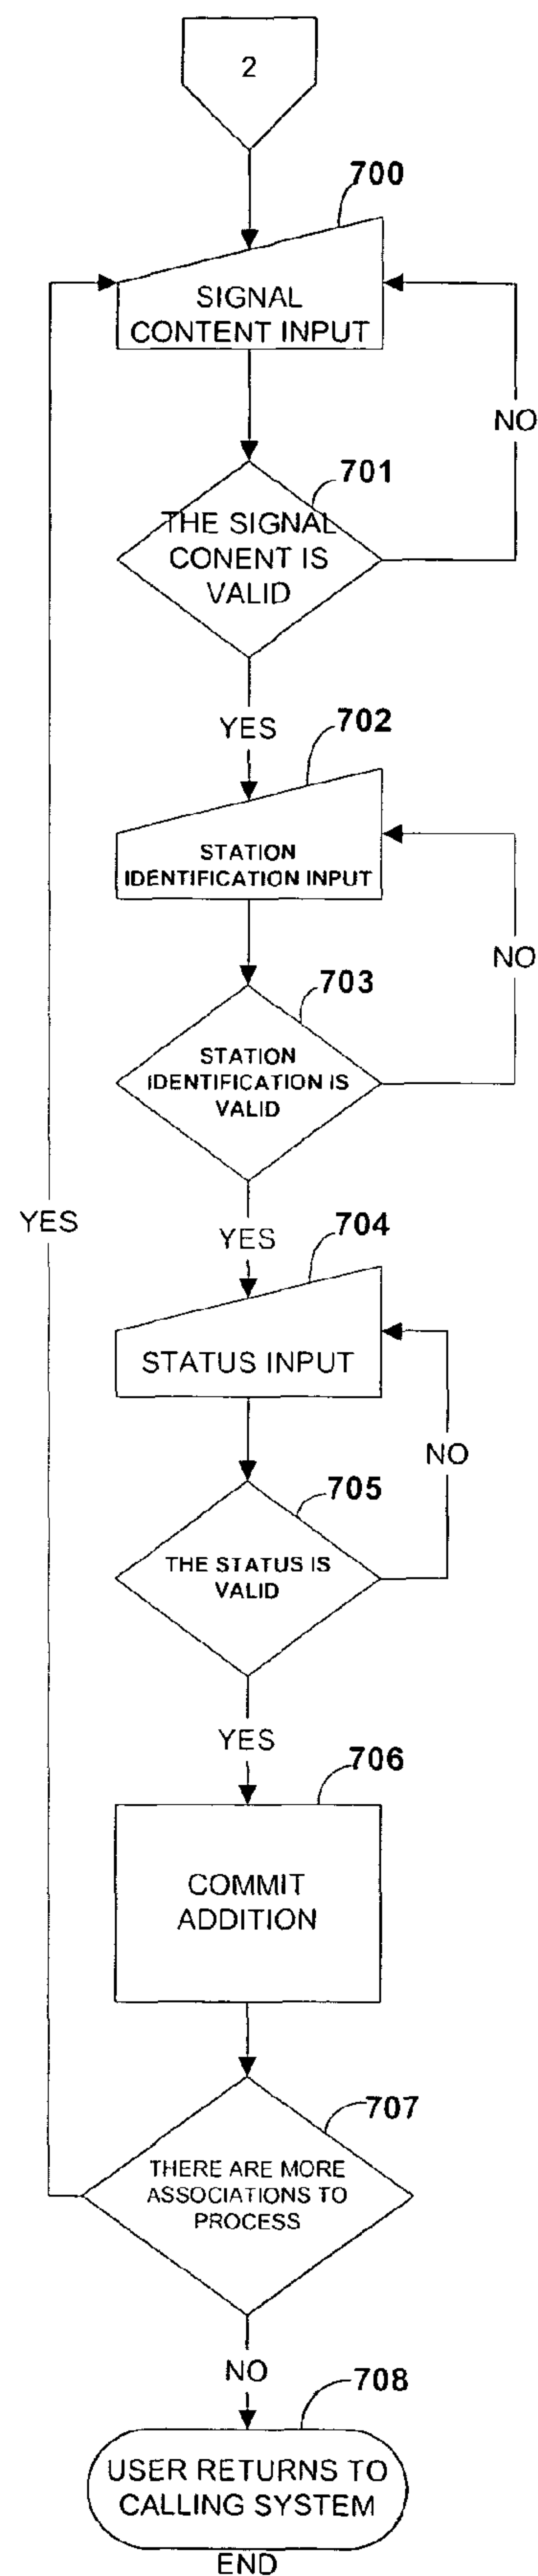 2
700
SIGNAL
CONTENT INPUT
NO
701
THE SIGNAL
CONENT IS
VALID
YES
702
STATION
IDENTIFICATION INPUT
NO
703
STATION
IDENTIFICATION IS
VALID
YES
YES
704
STATUS INPUT
NO
705
THE STATUS IS
VALID
YES
706
COMMIT
ADDITION
707
THERE ARE MORE
ASSOCIATIONS TO
PROCESS
NO
708
USER RETURNS TO
CALLING SYSTEM
END